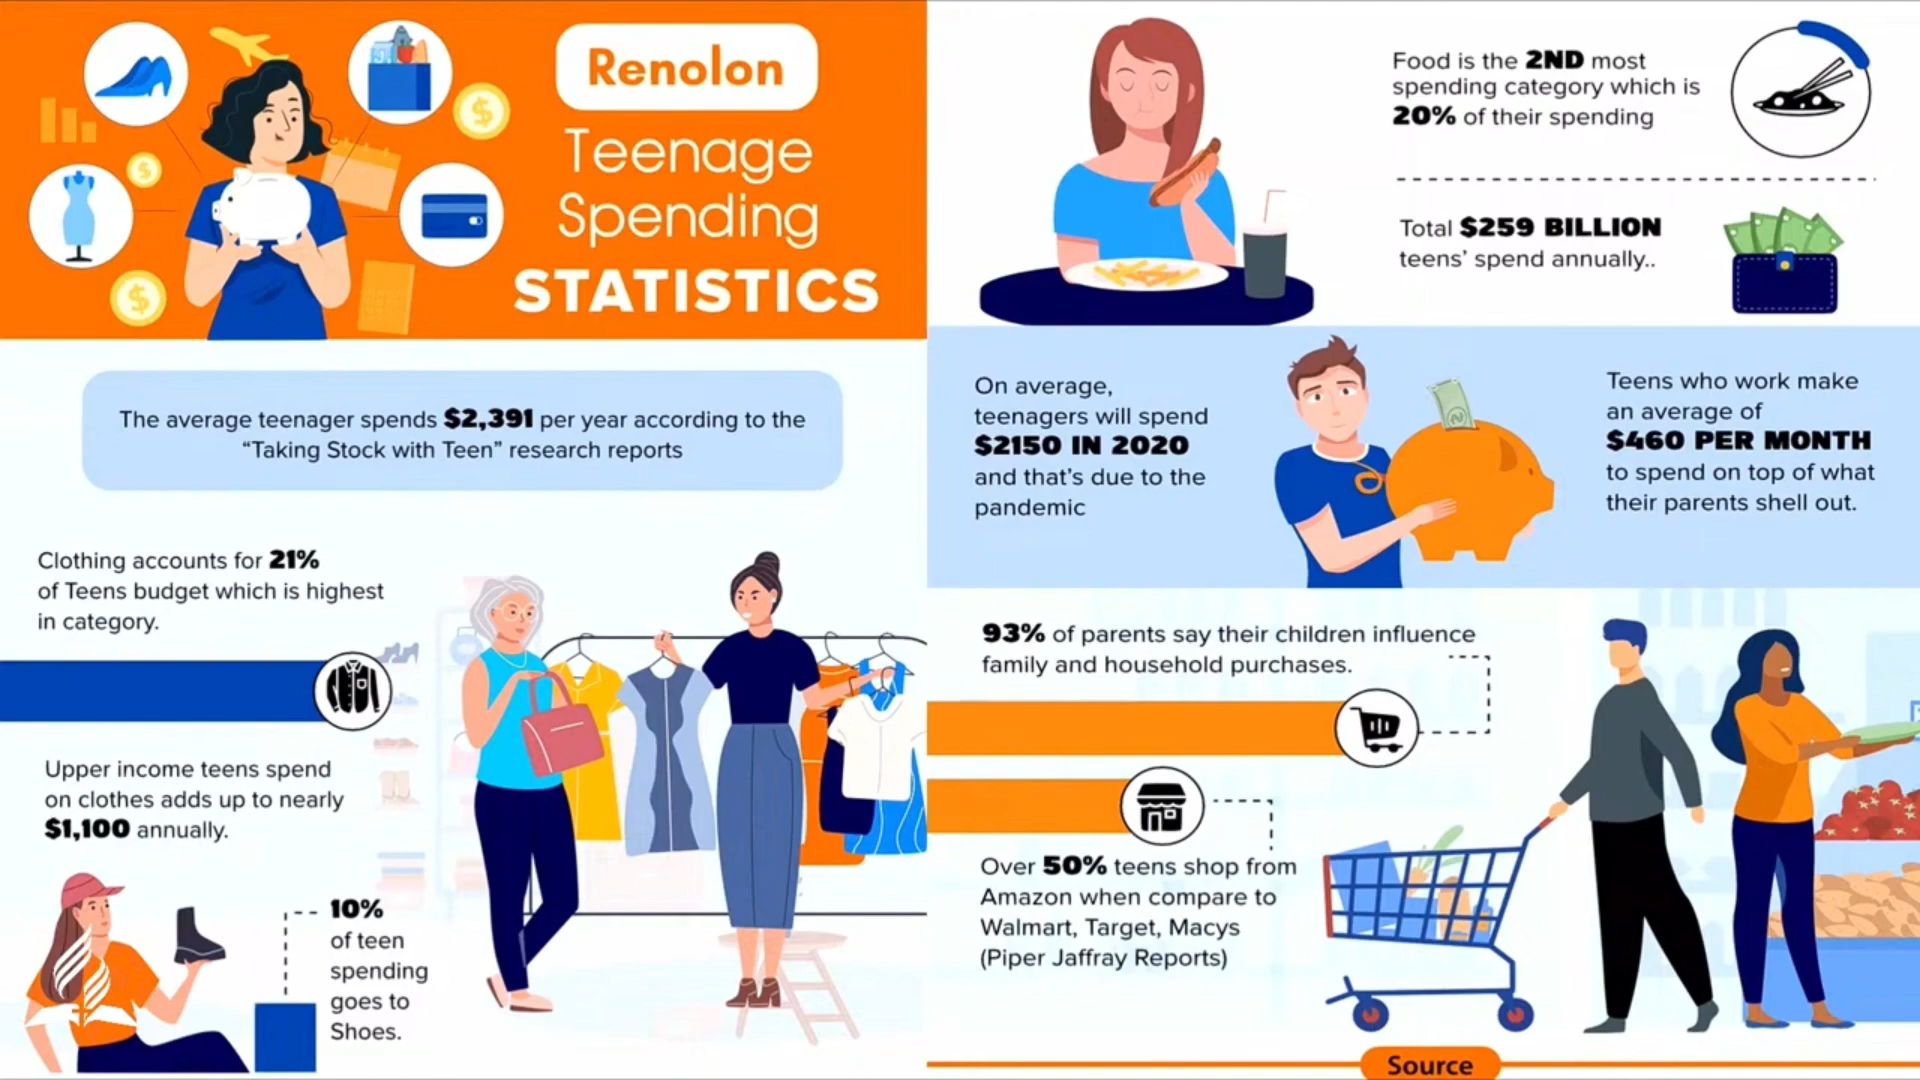 Renolon
Teenage
Spending
STATISTICS
The average teenager spends $2,391 per year according to the
“Taking Stock with Teen” research reports
Clothing accounts for 21%
of Teens budget which is highest
in category.
Upper income teens spend
on clothes adds up to nearly
$1,100 annually.
10%
of teen
spending
goes to
Shoes.
Food is the 2ND most
spending category which is
20% of their spending
Total $259 BILLION
teens’ spend annually..
On average,
teenagers will spend
$2150 IN 2020
and that’s due to the
pandemic
Teens who work make
an average of
$460 PER MONTH
to spend on top of what
their parents shell out.
93% of parents say their children influence
family and household purchases.
Over 50% teens shop from
Amazon when compare to
Walmart, Target, Macys
(Piper Jaffray Reports)
Source